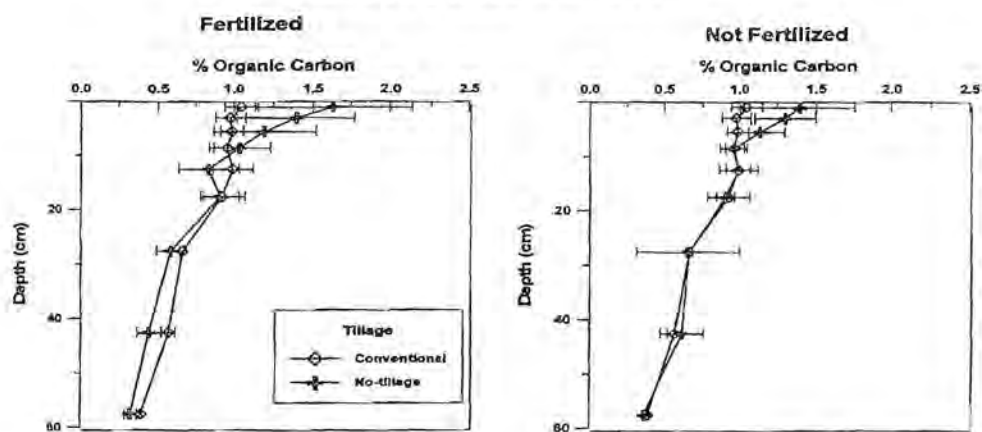 Fertilized
% Organic Carbon
0.0 0.5 1.0 1.5 2.0 2.5
20
40
60
Depth (cm)
Tillage
Conventional
No-tillage
Not Fertilized
% Organic Carbon
0.0 0.5 1.0 1.5 2.0 2.5
20
40
60
Depth (cm)